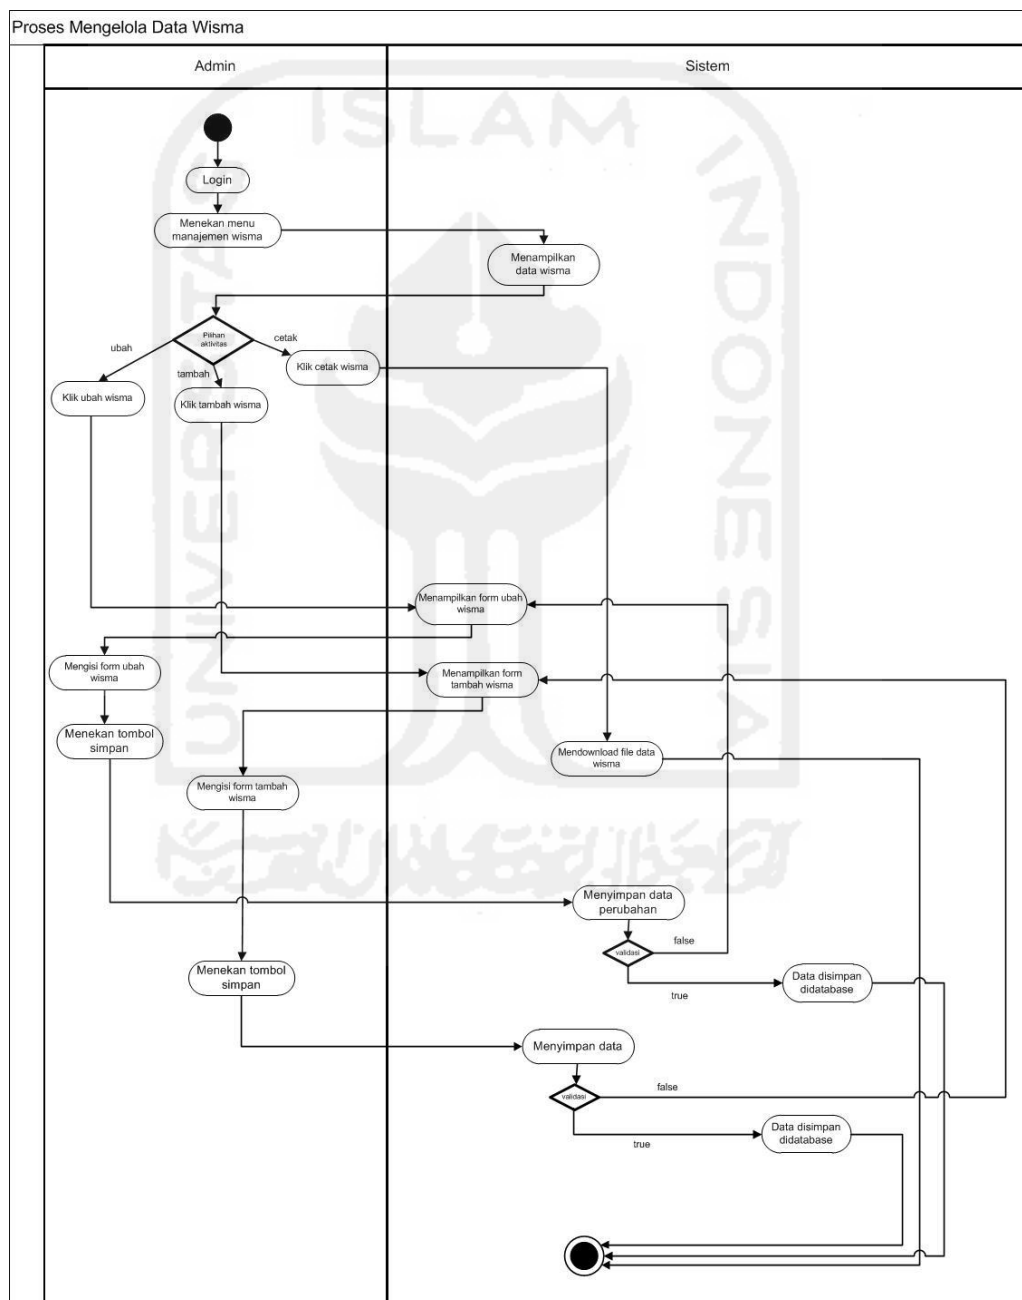 Proses Mengelola Data Wisma
Admin
Sistem
ISLAM
UNIVERSITAS
INDONESIA
Login
Menekan menu
manajemen wisma
Menampilkan
data wisma
Pilihan
aktivitas
ubah
tambah
cetak
Klik ubah wisma
Klik tambah wisma
Klik cetak wisma
Menampilkan form ubah
wisma
Mengisi form ubah
wisma
Menampilkan form
tambah wisma
Menekan tombol
simpan
Mendownload file data
wisma
Mengisi form tambah
wisma
Menyimpan data
perubahan
validasi
false
true
Data disimpan
didatabase
Menekan tombol
simpan
Menyimpan data
validasi
false
true
Data disimpan
didatabase